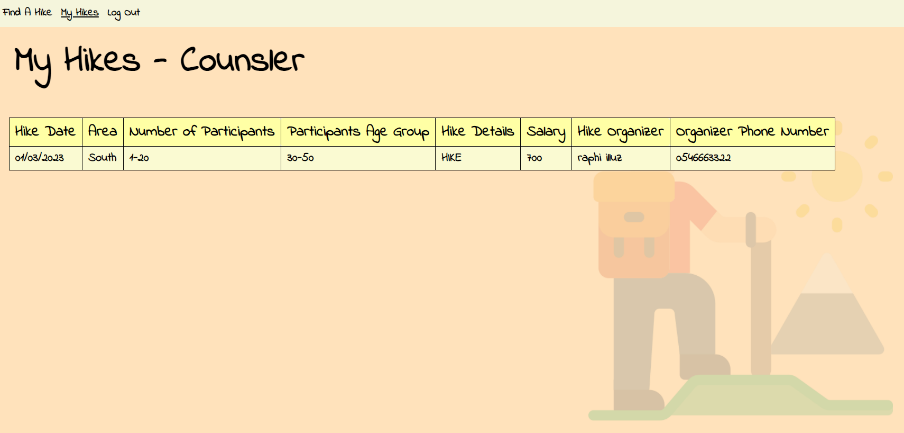 Find A Hike My Hikes Log Out
My Hikes - Counsler
Hike Date Area Number of Participants Participants Age Group Hike Details Salary Hike Organizer Organizer Phone Number
01/03/2023 South 1-20 30-50 HIKE 700 raphi illuz 0546663322